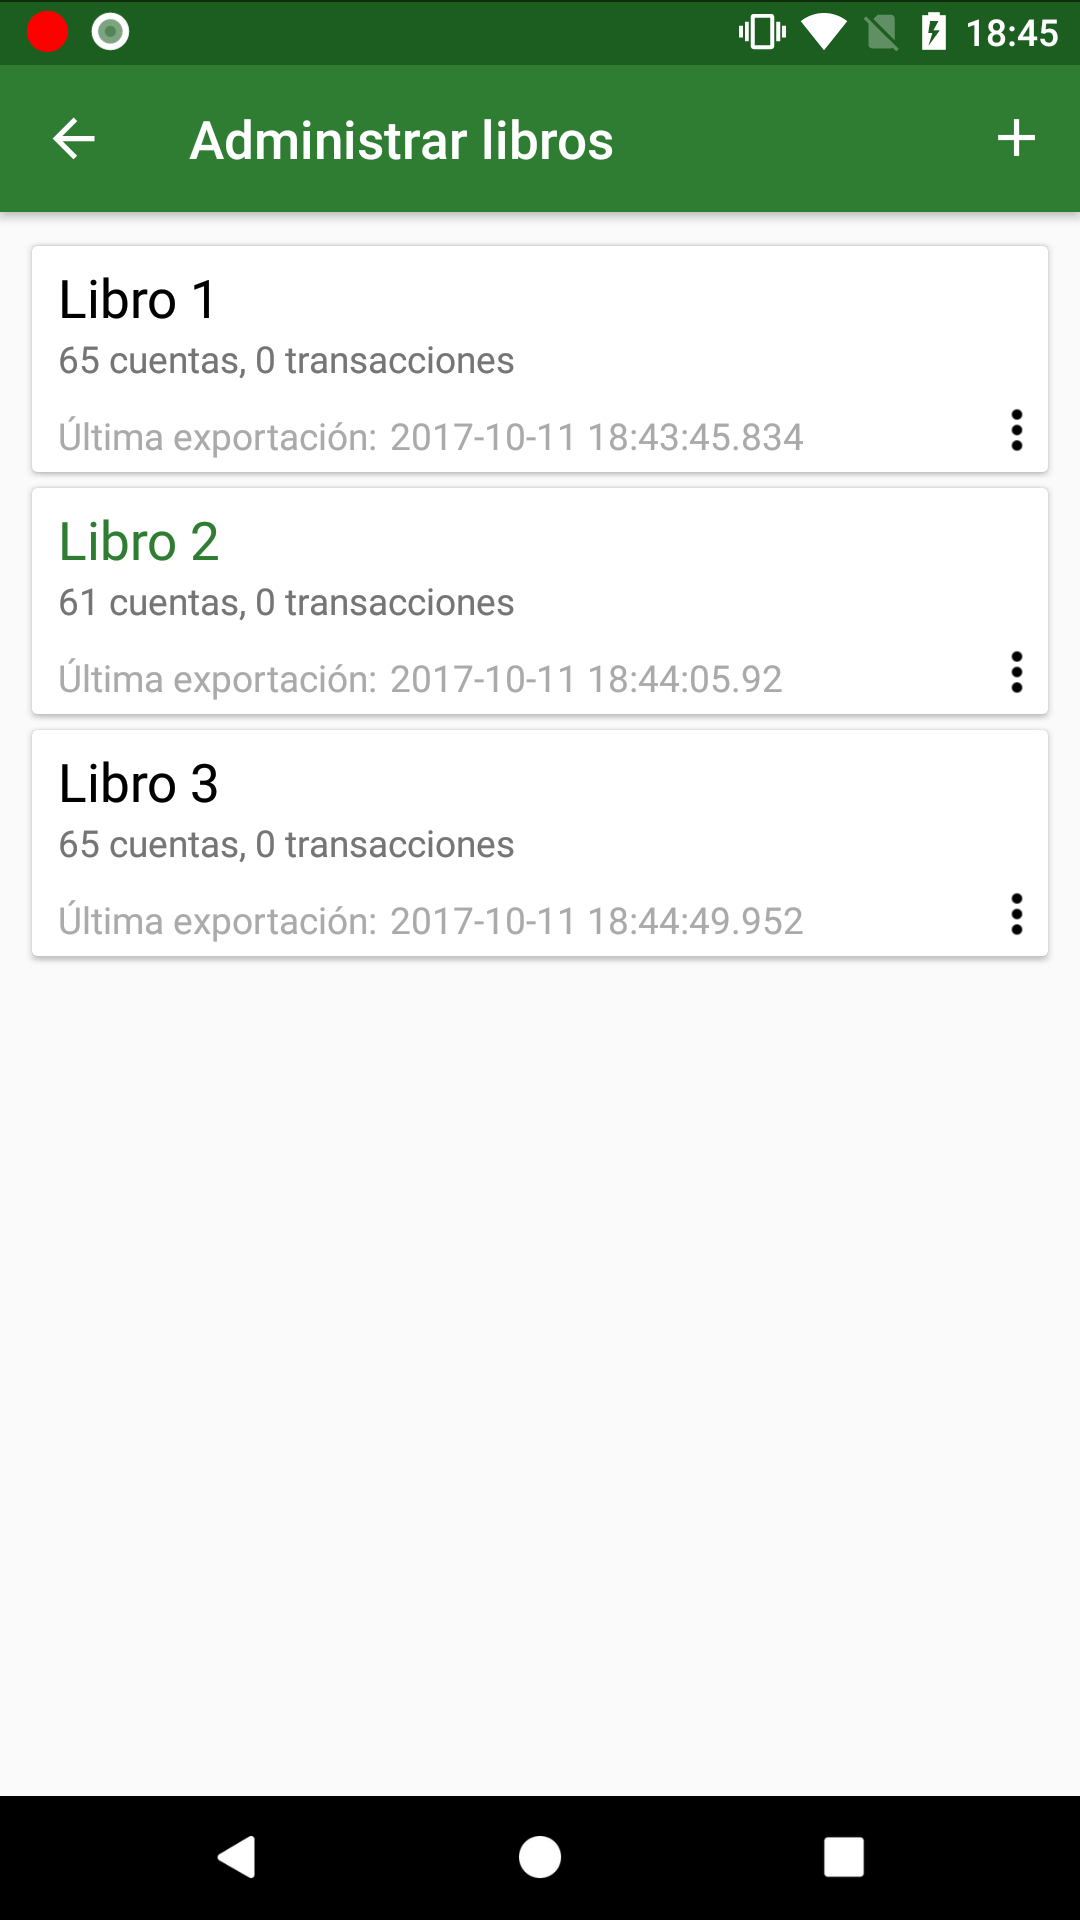 18:45
Administrar libros
Libro 1
65 cuentas, 0 transacciones
Última exportación: 2017-10-11 18:43:45.834
Libro 2
61 cuentas, 0 transacciones
Última exportación: 2017-10-11 18:44:05.92
Libro 3
65 cuentas, 0 transacciones
Última exportación: 2017-10-11 18:44:49.952